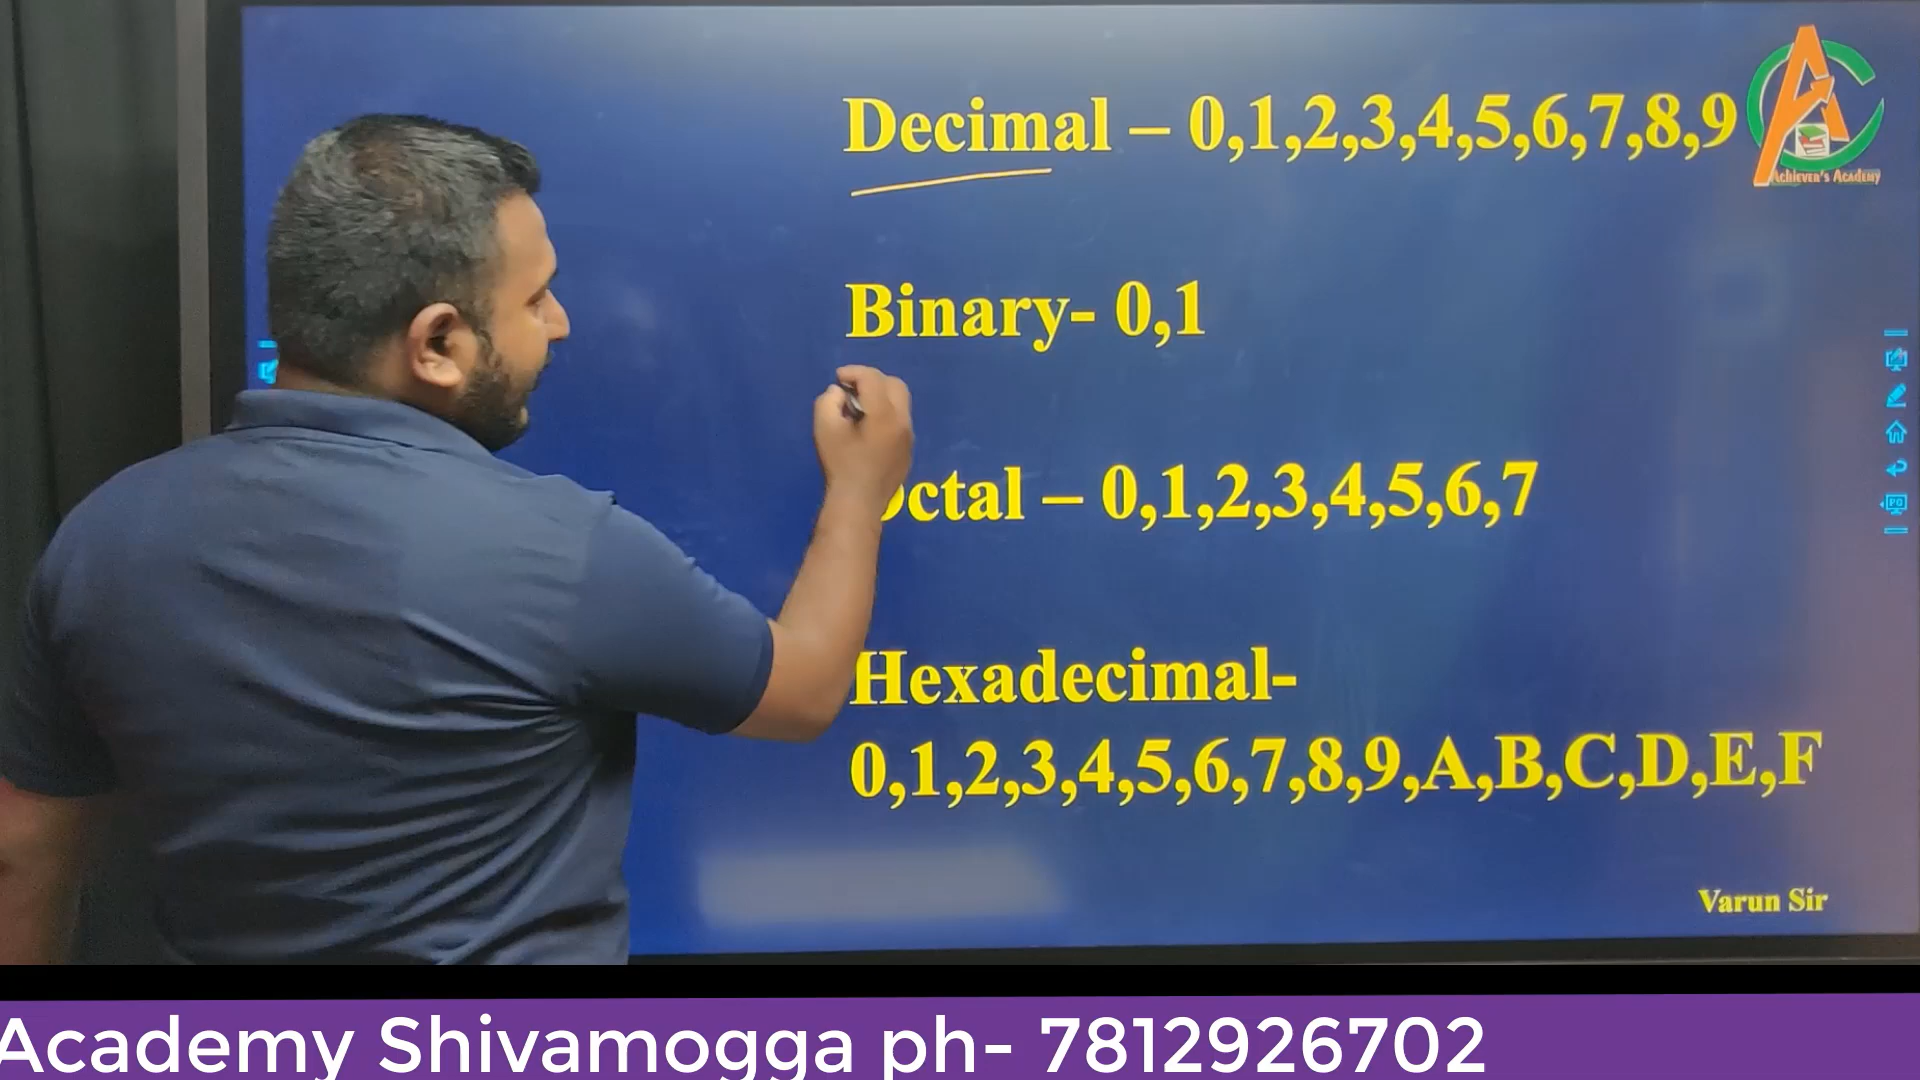 Decimal – 0,1,2,3,4,5,6,7,8,9
Achiever's Academy
Binary- 0,1
ctal – 0,1,2,3,4,5,6,7
Hexadecimal-
0,1,2,3,4,5,6,7,8,9,A,B,C,D,E,F
Varun Sir
Academy Shivamogga ph- 7812926702